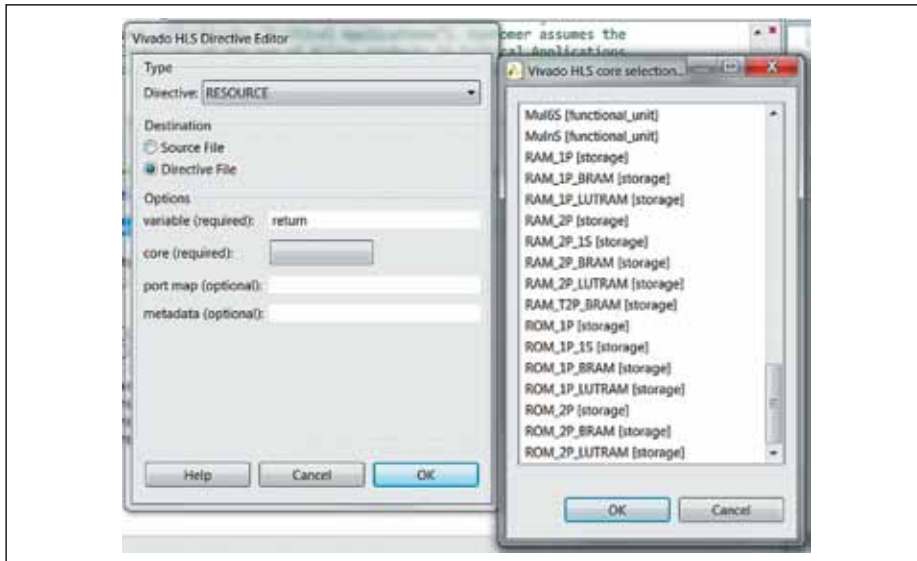 omer assumes the
Vivado HLS Directive Editor
Type
Directive: RESOURCE
Destination
Source File
Directive File
Options
variable (required): return
core (required):
port map (optional):
metadata (optional):
Help Cancel OK
Vivado HLS core selection...
Mul6S [functional_unit]
MulnS [functional_unit]
RAM_1P [storage]
RAM_1P_BRAM [storage]
RAM_1P_LUTRAM [storage]
RAM_2P [storage]
RAM_2P_1S [storage]
RAM_2P_BRAM [storage]
RAM_2P_LUTRAM [storage]
RAM_T2P_BRAM [storage]
ROM_1P [storage]
ROM_1P_1S [storage]
ROM_1P_BRAM [storage]
ROM_1P_LUTRAM [storage]
ROM_2P [storage]
ROM_2P_BRAM [storage]
ROM_2P_LUTRAM [storage]
OK Cancel